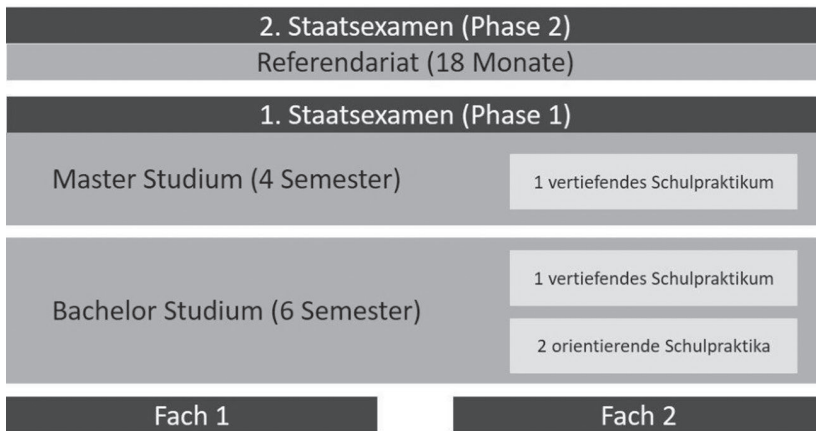 2. Staatsexamen (Phase 2)
Referendariat (18 Monate)
1. Staatsexamen (Phase 1)
Master Studium (4 Semester)
1 vertiefendes Schulpraktikum
Bachelor Studium (6 Semester)
1 vertiefendes Schulpraktikum
2 orientierende Schulpraktika
Fach 1
Fach 2